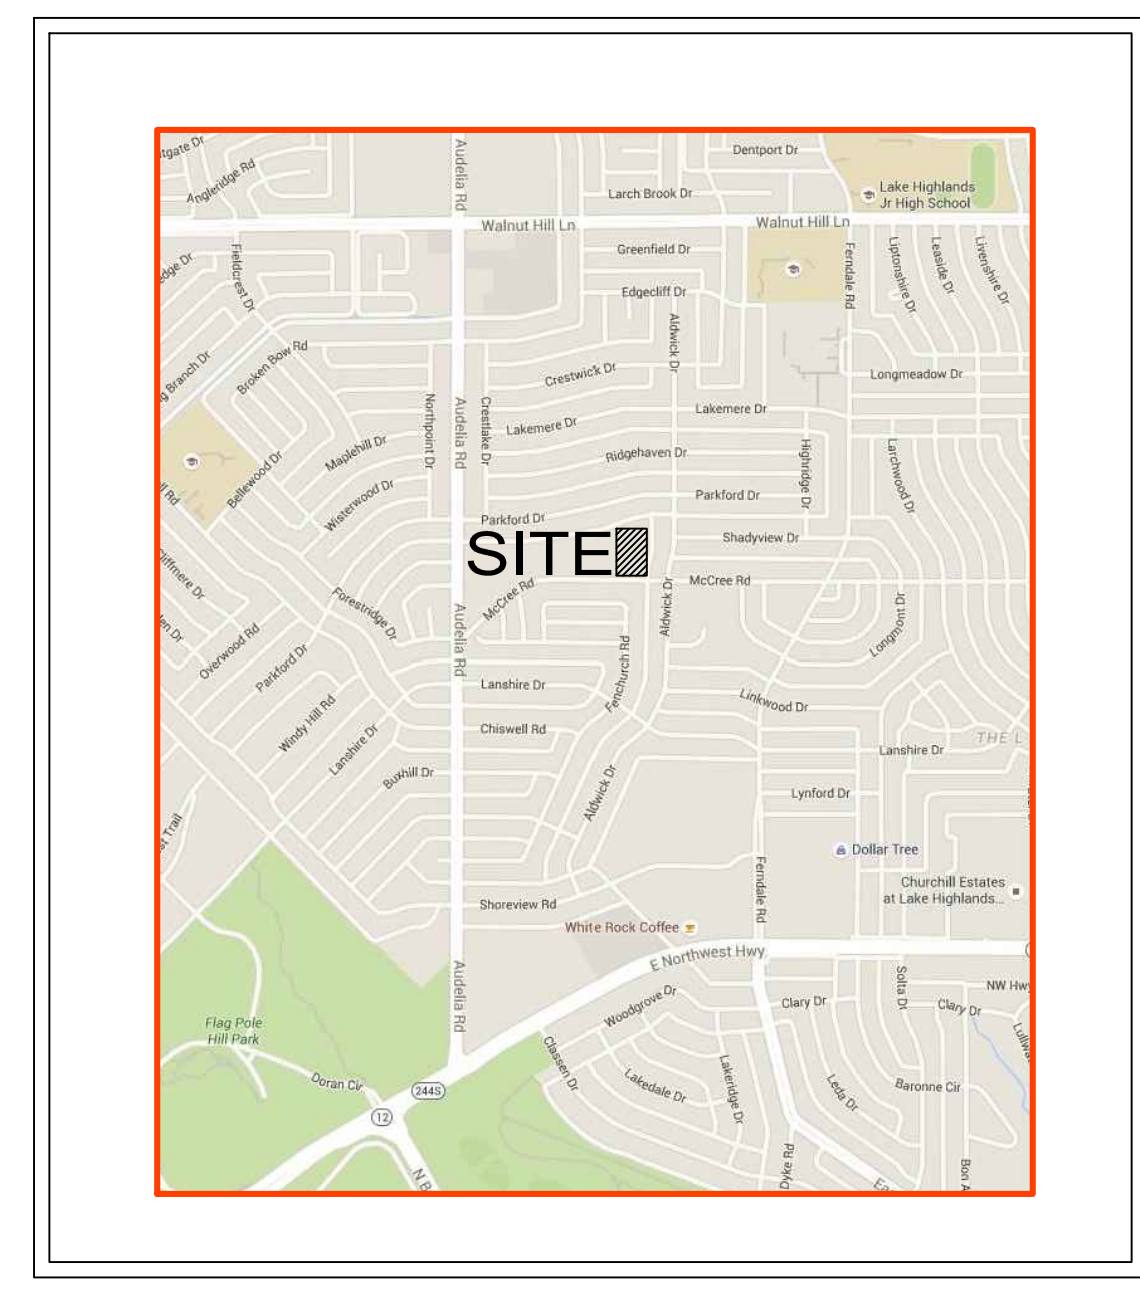 Audelia Rd
Dentport Dr
Angleridge Rd
Larch Brook Dr
Lake Highlands
Jr High School
Walnut Hill Ln
Walnut Hill Ln
Greenfield Dr
Fieldcrest Dr
Edgecliff Dr
Ferndale Rd
Liptonshire Dr
Leaside Dr
Livenshire Dr
Aldwick Dr
Broken Bow Rd
Crestwick Dr
Longmeadow Dr
Northpoint Dr
Audelia Rd
Crestlake Dr
Lakemere Dr
Lakemere Dr
Maplehill Dr
Ridgehaven Dr
Highridge Dr
Larchwood Dr
Bellewood Dr
Wisterwood Dr
Parkford Dr
Parkford Dr
SITE
Shadyview Dr
Cliffmere Dr
McCree Rd
McCree Rd
Forestridge Dr
Aldwick Dr
Longmont Dr
Overwood Rd
Audelia Rd
Parkford Dr
Fenchurch Rd
Lanshire Dr
Linkwood Dr
Windy Hill Rd
Chiswell Rd
THE L
Lanshire Dr
Lanshire Dr
Buxhill Dr
Aldwick Dr
Lynford Dr
st Trail
Dollar Tree
Churchill Estates
at Lake Highlands...
Ferndale Rd
Shoreview Rd
White Rock Coffee
E Northwest Hwy
Audelia Rd
Solta Dr
NW Hwy
Woodgrove Dr
Clary Dr
Clary Dr
Flag Pole
Hill Park
Classen Dr
Doran Cir
244S
Lakedale Dr
Lakeridge Dr
Leda Dr
Baronne Cir
12
Dyke Rd
Bon A
N B